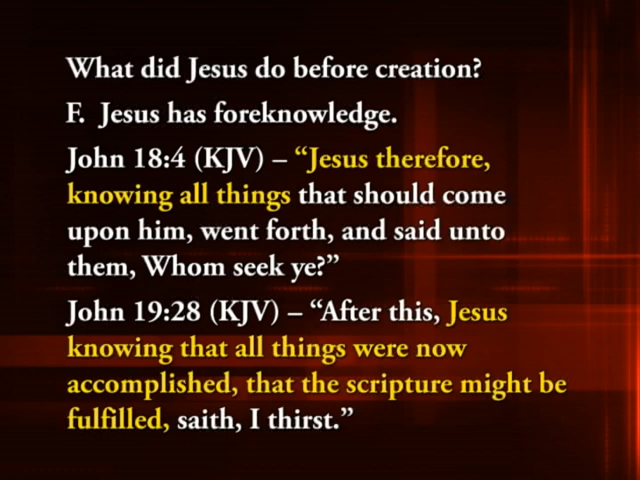 What did Jesus do before creation?
F. Jesus has foreknowledge.
John 18:4 (KJV) – “Jesus therefore,
knowing all things that should come
upon him, went forth, and said unto
them, Whom seek ye?”
John 19:28 (KJV) – “After this, Jesus
knowing that all things were now
accomplished, that the scripture might be
fulfilled, saith, I thirst.”